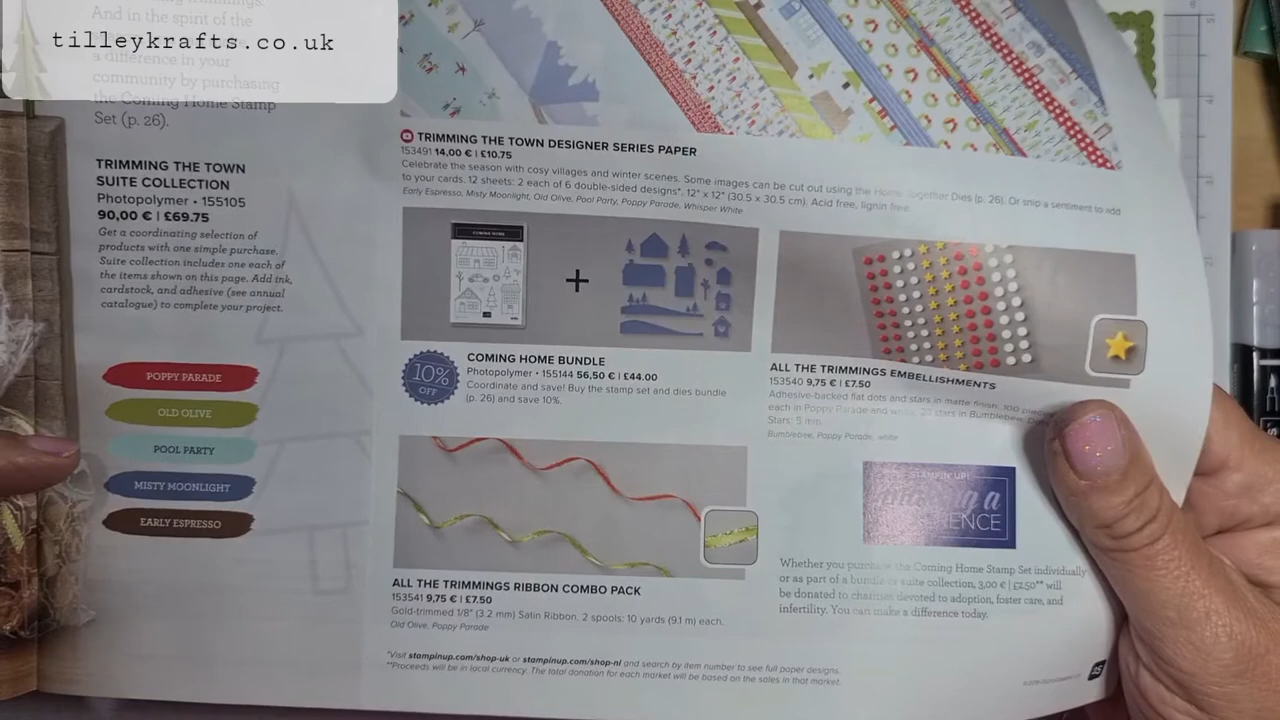 tilleykrafts.co.uk
And in the spirit of the
a difference in your
community by purchasing
the Coming Home Stamp
Set (p. 26).
TRIMMING THE TOWN
SUITE COLLECTION
Photopolymer • 155105
90,00 € | £69.75
Get a coordinating selection of
products with one simple purchase.
Suite collection includes one each of
the items shown on this page. Add ink,
cardstock, and adhesive (see annual
catalogue) to complete your project.
POPPY PARADE
OLD OLIVE
POOL PARTY
MISTY MOONLIGHT
EARLY ESPRESSO
TRIMMING THE TOWN DESIGNER SERIES PAPER
153491 14,00 € | £10.75
Celebrate the season with cosy villages and winter scenes. Some images can be cut out using the Home Together Dies (p. 26). Or snip a sentiment to add
to your cards. 12 sheets: 2 each of 6 double-sided designs*. 12" x 12" (30.5 x 30.5 cm). Acid free, lignin free.
Early Espresso, Misty Moonlight, Old Olive, Pool Party, Poppy Parade, Whisper White
COMING HOME
10%
OFF
COMING HOME BUNDLE
Photopolymer • 155144 56,50 € | £44.00
Coordinate and save! Buy the stamp set and dies bundle
(p. 26) and save 10%.
ALL THE TRIMMINGS EMBELLISHMENTS
153540 9,75 € | £7.50
Adhesive-backed flat dots and stars in matte finish. 100
each in Poppy Parade and white, 20 stars in Bumblebee.
Stars: 5 mm.
Bumblebee, Poppy Parade, white
ALL THE TRIMMINGS RIBBON COMBO PACK
153541 9,75 € | £7.50
Gold-trimmed 1/8" (3.2 mm) Satin Ribbon. 2 spools: 10 yards (9.1 m) each.
Old Olive, Poppy Parade
STAMPIN' UP!
a
Whether you purchase the Coming Home Stamp Set individually
or as part of a bundle or suite collection, 3,00 € | £2.50** will
be donated to charities devoted to adoption, foster care, and
infertility. You can make a difference today.
*Visit stampinup.com/shop-uk or stampinup.com/shop-nl and search by item number to see full paper designs.
**Proceeds will be in local currency. The total donation for each market will be based on the sales in that market.
25